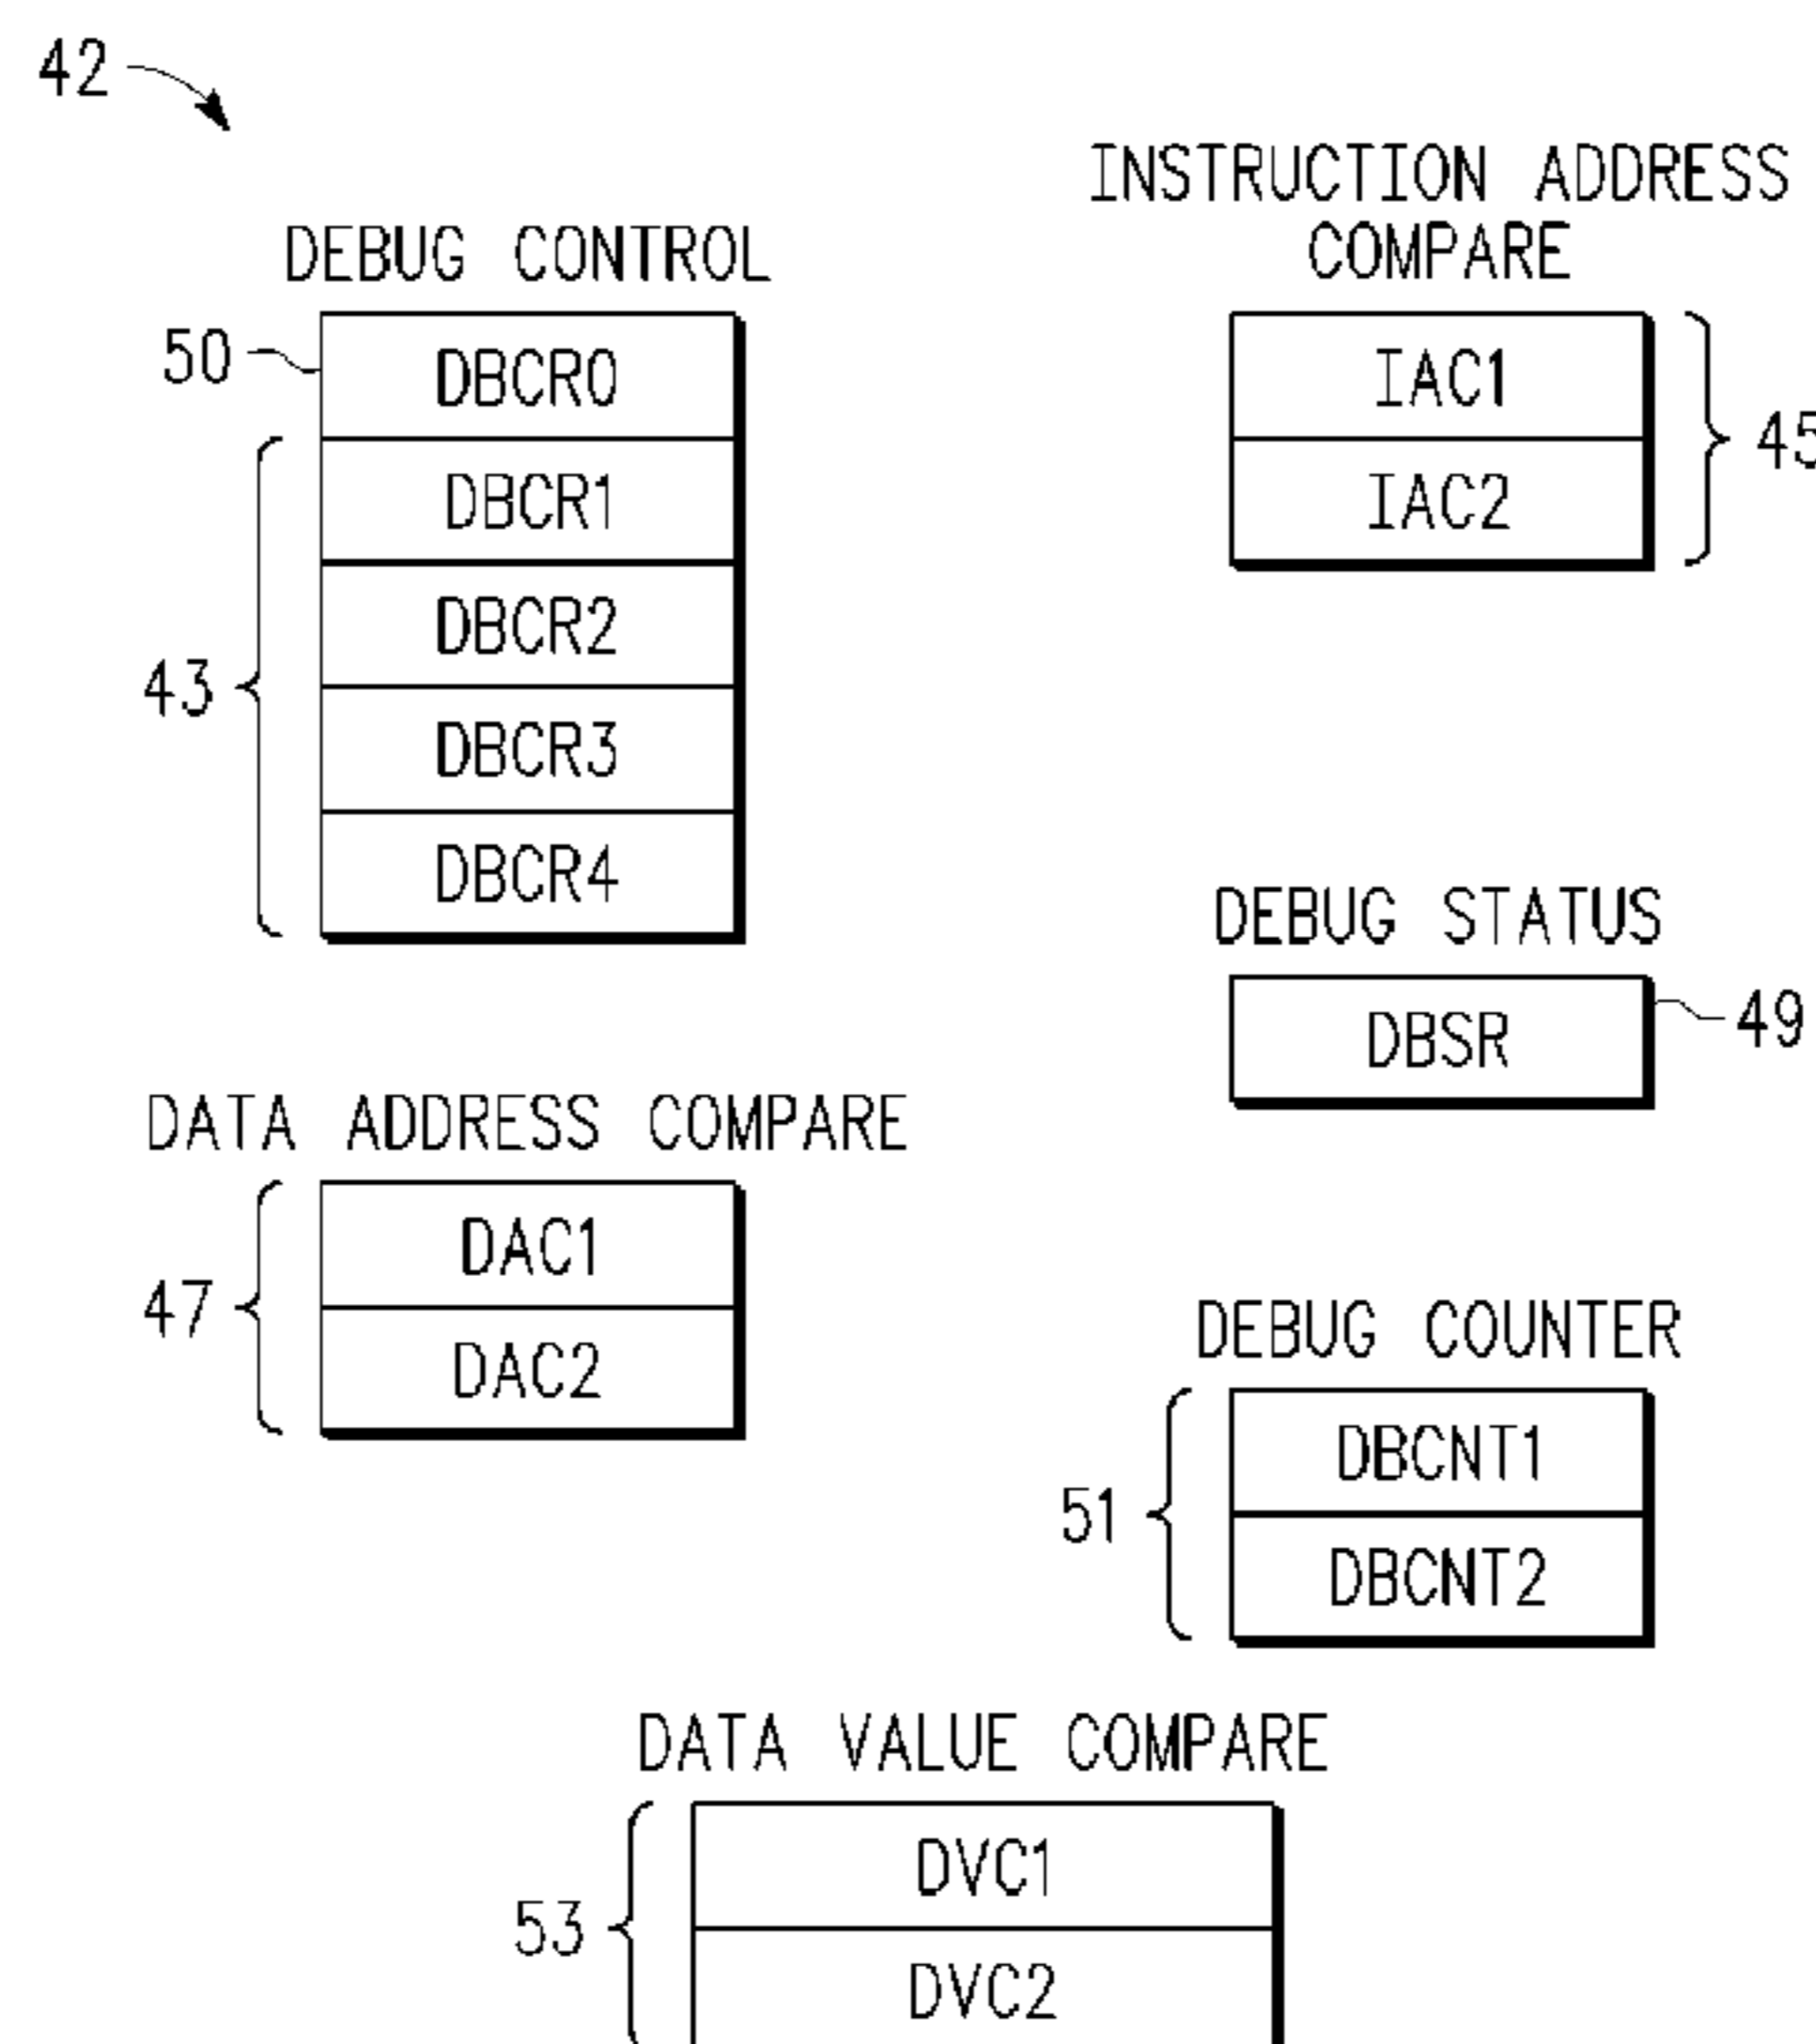 42
DEBUG CONTROL
50
DBCR0
DBCR1
DBCR2
43
DBCR3
DBCR4
INSTRUCTION ADDRESS
COMPARE
IAC1
45
IAC2
DEBUG STATUS
DBSR
49
DATA ADDRESS COMPARE
DAC1
47
DAC2
DEBUG COUNTER
DBCNT1
51
DBCNT2
DATA VALUE COMPARE
DVC1
53
DVC2